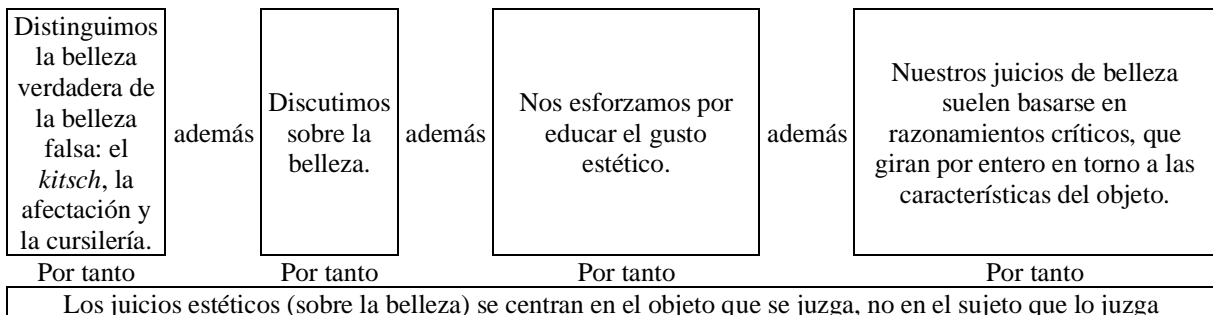 Distinguimos
la belleza
verdadera de
la belleza
falsa: el
kitsch, la
afectación y
la cursilería.
además
Discutimos
sobre la
belleza.
además
Nos esforzamos por
educar el gusto
estético.
además
Nuestros juicios de belleza
suelen basarse en
razonamientos críticos, que
giran por entero en torno a las
características del objeto.
Por tanto
Por tanto
Por tanto
Por tanto
Los juicios estéticos (sobre la belleza) se centran en el objeto que se juzga, no en el sujeto que lo juzga